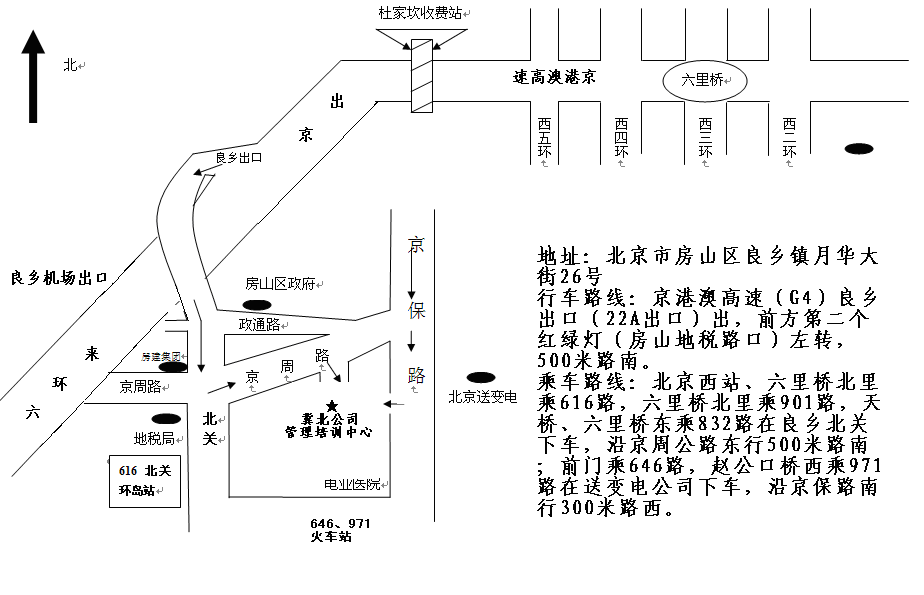 杜家坎收费站
北
速高澳港京
六里桥
出
京
西五环
西四环
西三环
西二环
良乡出口
京保路
良乡机场出口
房山区政府
政通路
来
环
六
房建集团
京周路
京周路
北京送变电
北关
冀北公司
管理培训中心
地税局
616 北关
环岛站
电业医院
646、971
火车站
地址：北京市房山区良乡镇月华大
街26号
行车路线：京港澳高速（G4）良乡
出口（22A出口）出，前方第二个
红绿灯（房山地税路口）左转，
500米路南。
乘车路线：北京西站、六里桥北里
乘616路，六里桥北里乘901路，天
桥、六里桥东乘832路在良乡北关
下车，沿京周公路东行500米路南
；前门乘646路，赵公口桥西乘971
路在送变电公司下车，沿京保路南
行300米路西。